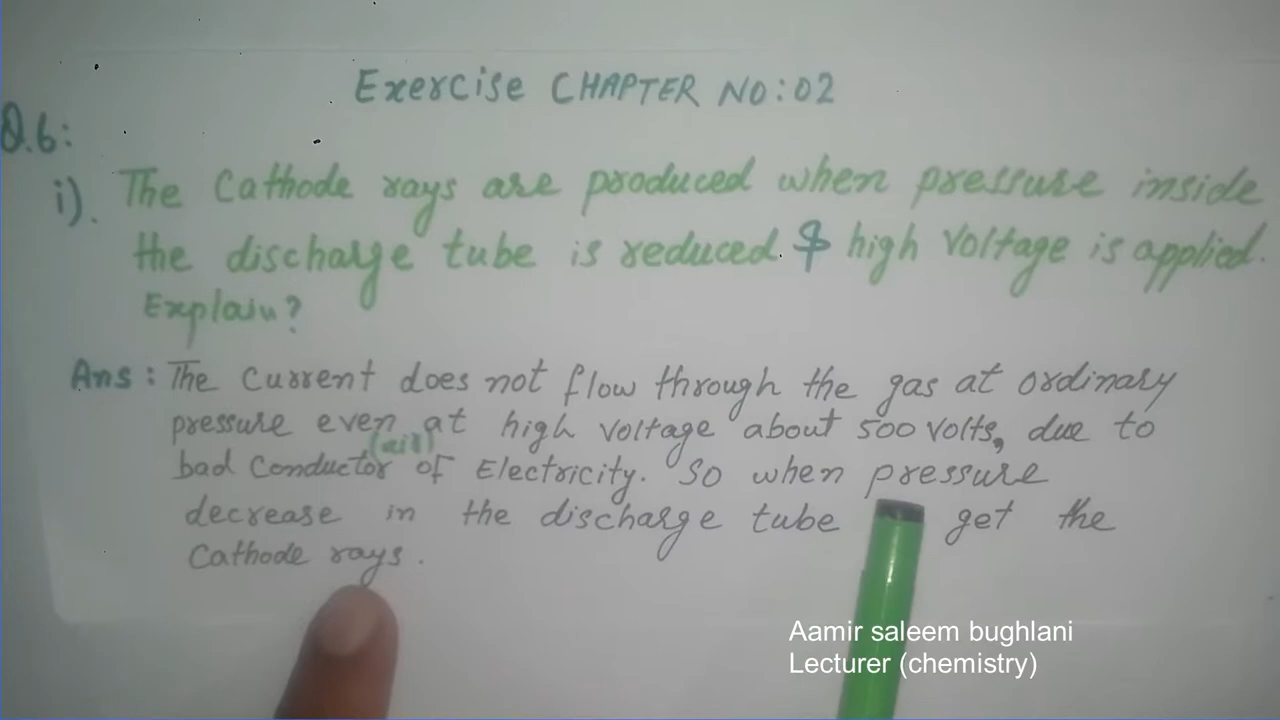 Exercise CHAPTER NO:02
Q.6:
i). The Cathode rays are produced when pressure inside
the discharge tube is reduced. & high voltage is applied.
Explain?
Ans: The current does not flow through the gas at ordinary
pressure even at high voltage about 500 volts, due to
(air)
bad conductor of Electricity. So when pressure
decrease in the discharge tube get the
Cathode rays.
Aamir saleem bughlani
Lecturer (chemistry)